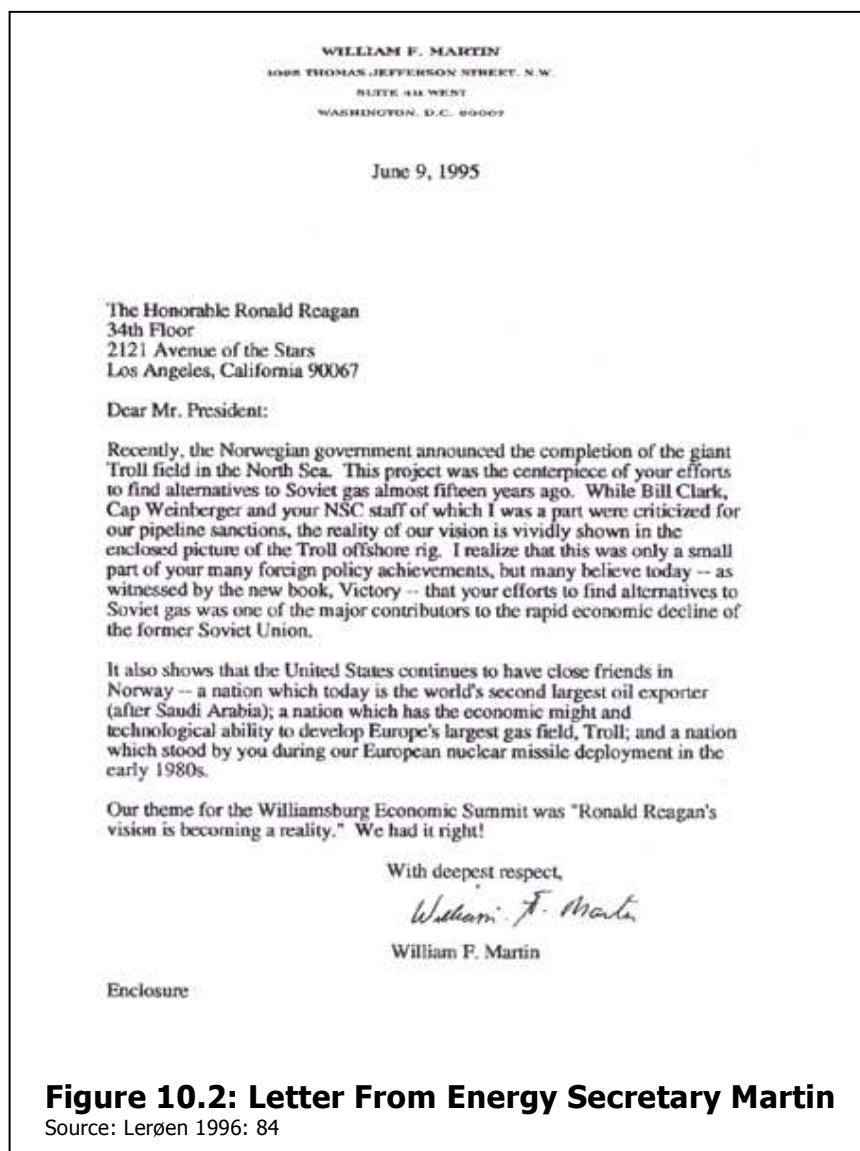 WILLIAM F. MARTIN
THOMAS JEFFERSON STREET, N.W.
SUITE WEST
WASHINGTON, D.C. 20007
June 9, 1995
The Honorable Ronald Reagan
34th Floor
2121 Avenue of the Stars
Los Angeles, California 90067
Dear Mr. President:
Recently, the Norwegian government announced the completion of the giant
Troll field in the North Sea. This project was the centerpiece of your efforts
to find alternatives to Soviet gas almost fifteen years ago. While Bill Clark,
Cap Weinberger and your NSC staff of which I was a part were criticized for
our pipeline sanctions, the reality of our vision is vividly shown in the
enclosed picture of the Troll offshore rig. I realize that this was only a small
part of your many foreign policy achievements, but many believe today -- as
witnessed by the new book, Victory -- that your efforts to find alternatives to
Soviet gas was one of the major contributors to the rapid economic decline of
the former Soviet Union.
It also shows that the United States continues to have close friends in
Norway -- a nation which today is the world's second largest oil exporter
(after Saudi Arabia); a nation which has the economic might and
technological ability to develop Europe's largest gas field, Troll; and a nation
which stood by you during our European nuclear missile deployment in the
early 1980s.
Our theme for the Williamsburg Economic Summit was "Ronald Reagan's
vision is becoming a reality." We had it right!
With deepest respect,
William F. Martin
William F. Martin
Enclosure
Figure 10.2: Letter From Energy Secretary Martin
Source: Lerøen 1996: 84